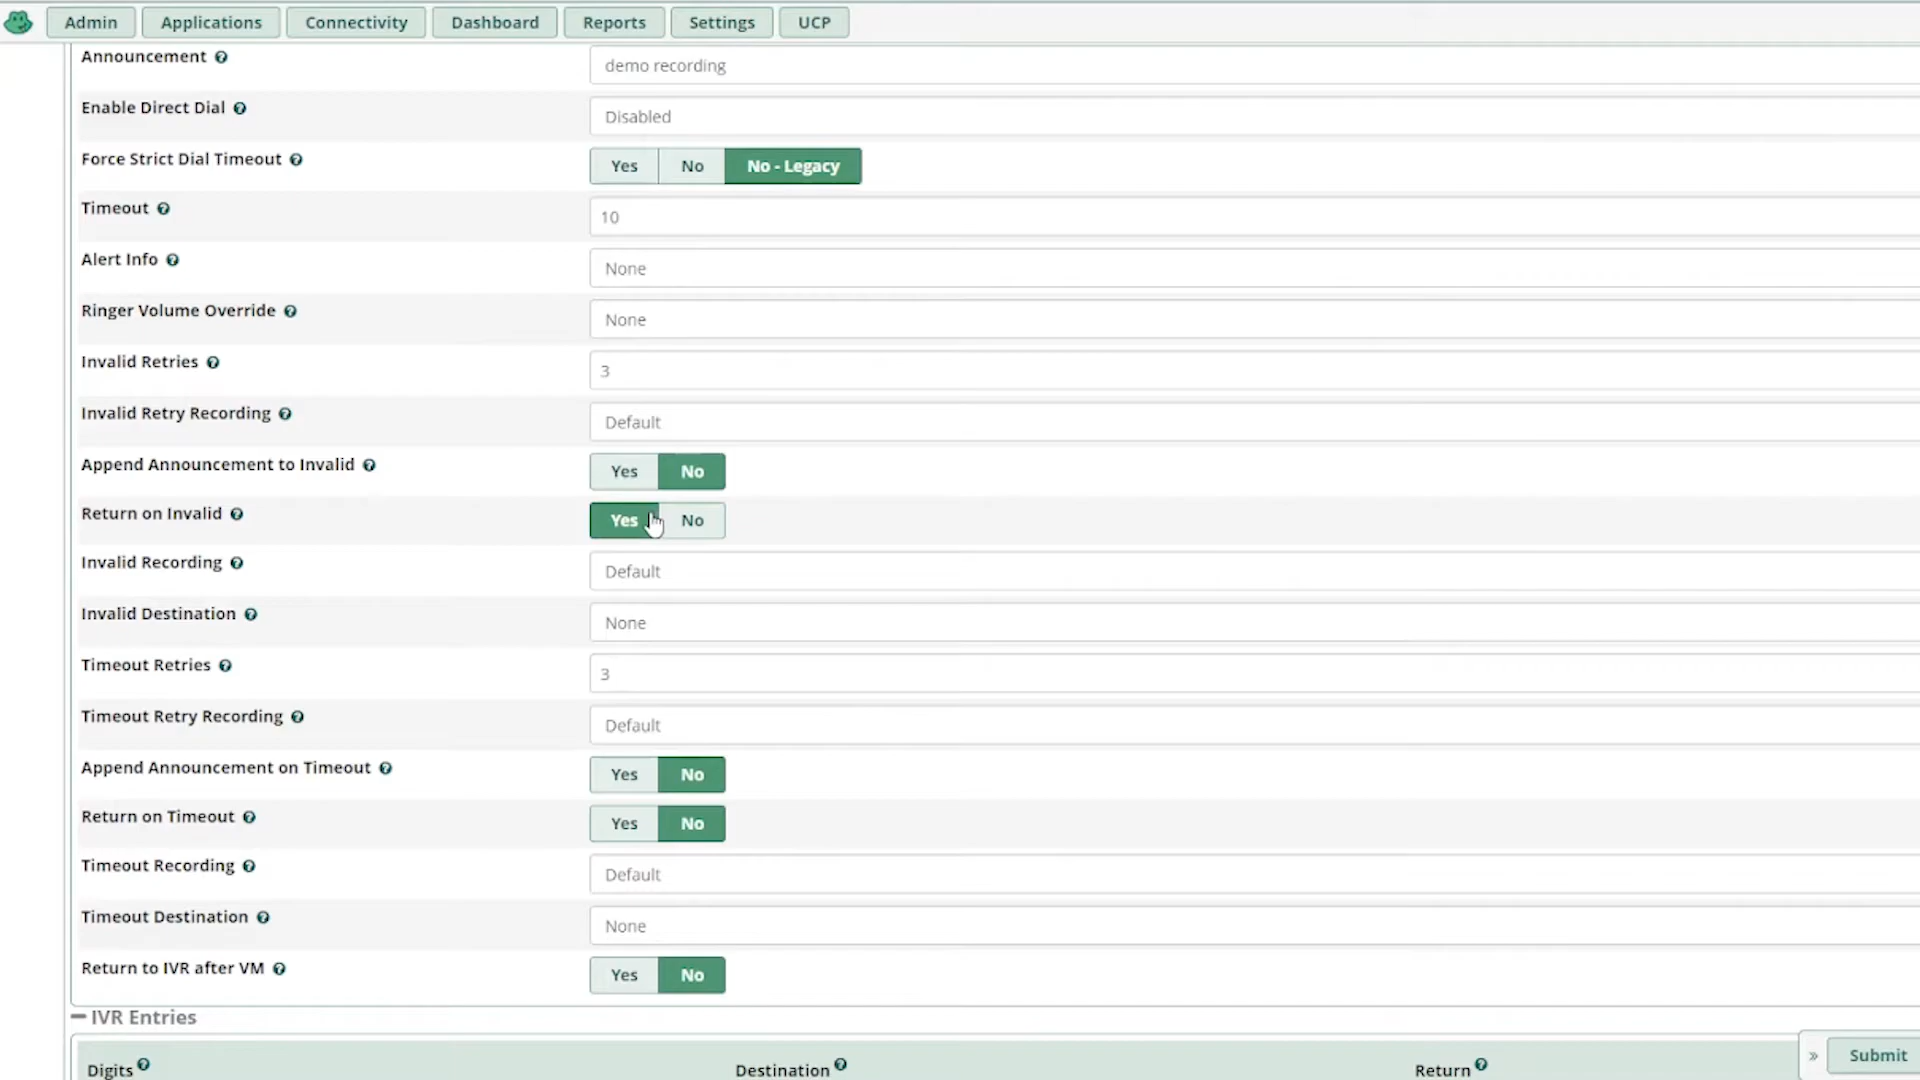 Admin Applications Connectivity Dashboard Reports Settings UCP
Announcement demo recording
Enable Direct Dial Disabled
Force Strict Dial Timeout Yes No No - Legacy
Timeout 10
Alert Info None
Ringer Volume Override None
Invalid Retries 3
Invalid Retry Recording Default
Append Announcement to Invalid Yes No
Return on Invalid Yes No
Invalid Recording Default
Invalid Destination None
Timeout Retries 3
Timeout Retry Recording Default
Append Announcement on Timeout Yes No
Return on Timeout Yes No
Timeout Recording Default
Timeout Destination None
Return to IVR after VM Yes No
IVR Entries
» Submit
Digits Destination Return